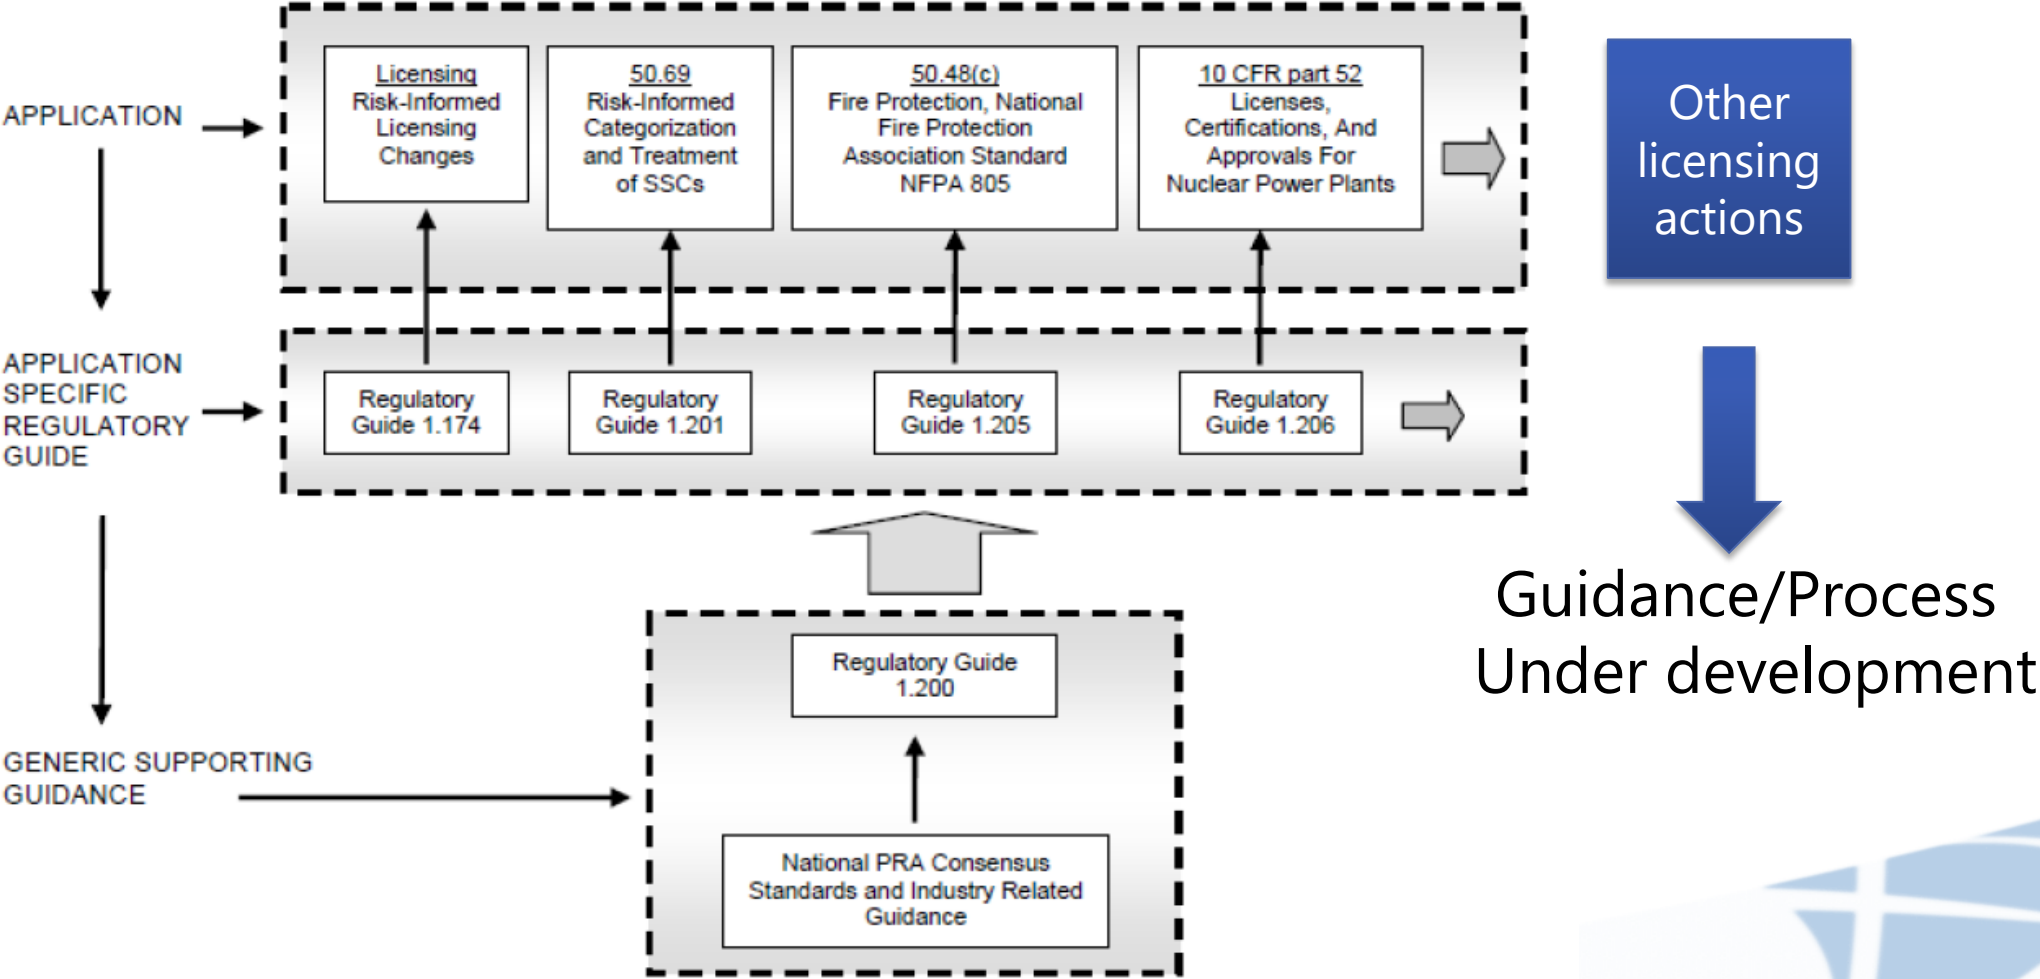 APPLICATION
Licensing
Risk-Informed
Licensing
Changes
50.69
Risk-Informed
Categorization
and Treatment
of SSCs
50.48(c)
Fire Protection, National
Fire Protection
Association Standard
NFPA 805
10 CFR part 52
Licenses,
Certifications, And
Approvals For
Nuclear Power Plants
Other
licensing
actions
APPLICATION
SPECIFIC
REGULATORY
GUIDE
Regulatory
Guide 1.174
Regulatory
Guide 1.201
Regulatory
Guide 1.205
Regulatory
Guide 1.206
Guidance/Process
Under development
GENERIC SUPPORTING
GUIDANCE
Regulatory Guide
1.200
National PRA Consensus
Standards and Industry Related
Guidance